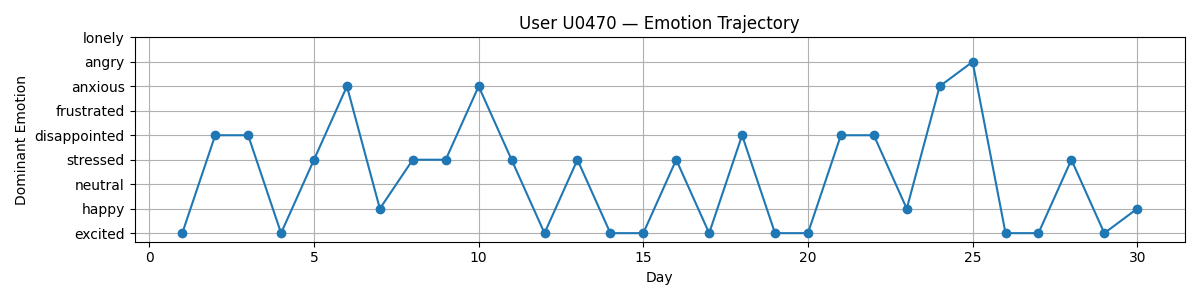 User U0470 — Emotion Trajectory
lonely
angry
anxious
frustrated
disappointed
stressed
neutral
happy
excited
Dominant Emotion
0 5 10 15 20 25 30
Day